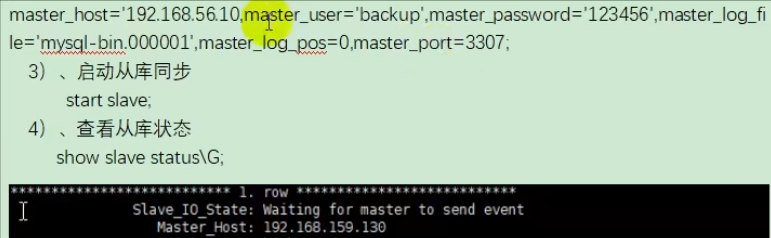 master_host='192.168.56.10,master_user='backup',master_password='123456',master_log_fi
le='mysql-bin.000001',master_log_pos=0,master_port=3307;
3）、启动从库同步
start slave;
4）、查看从库状态
show slave status\G;
*************************** 1. row ***************************
Slave_IO_State: Waiting for master to send event
Master_Host: 192.168.159.130